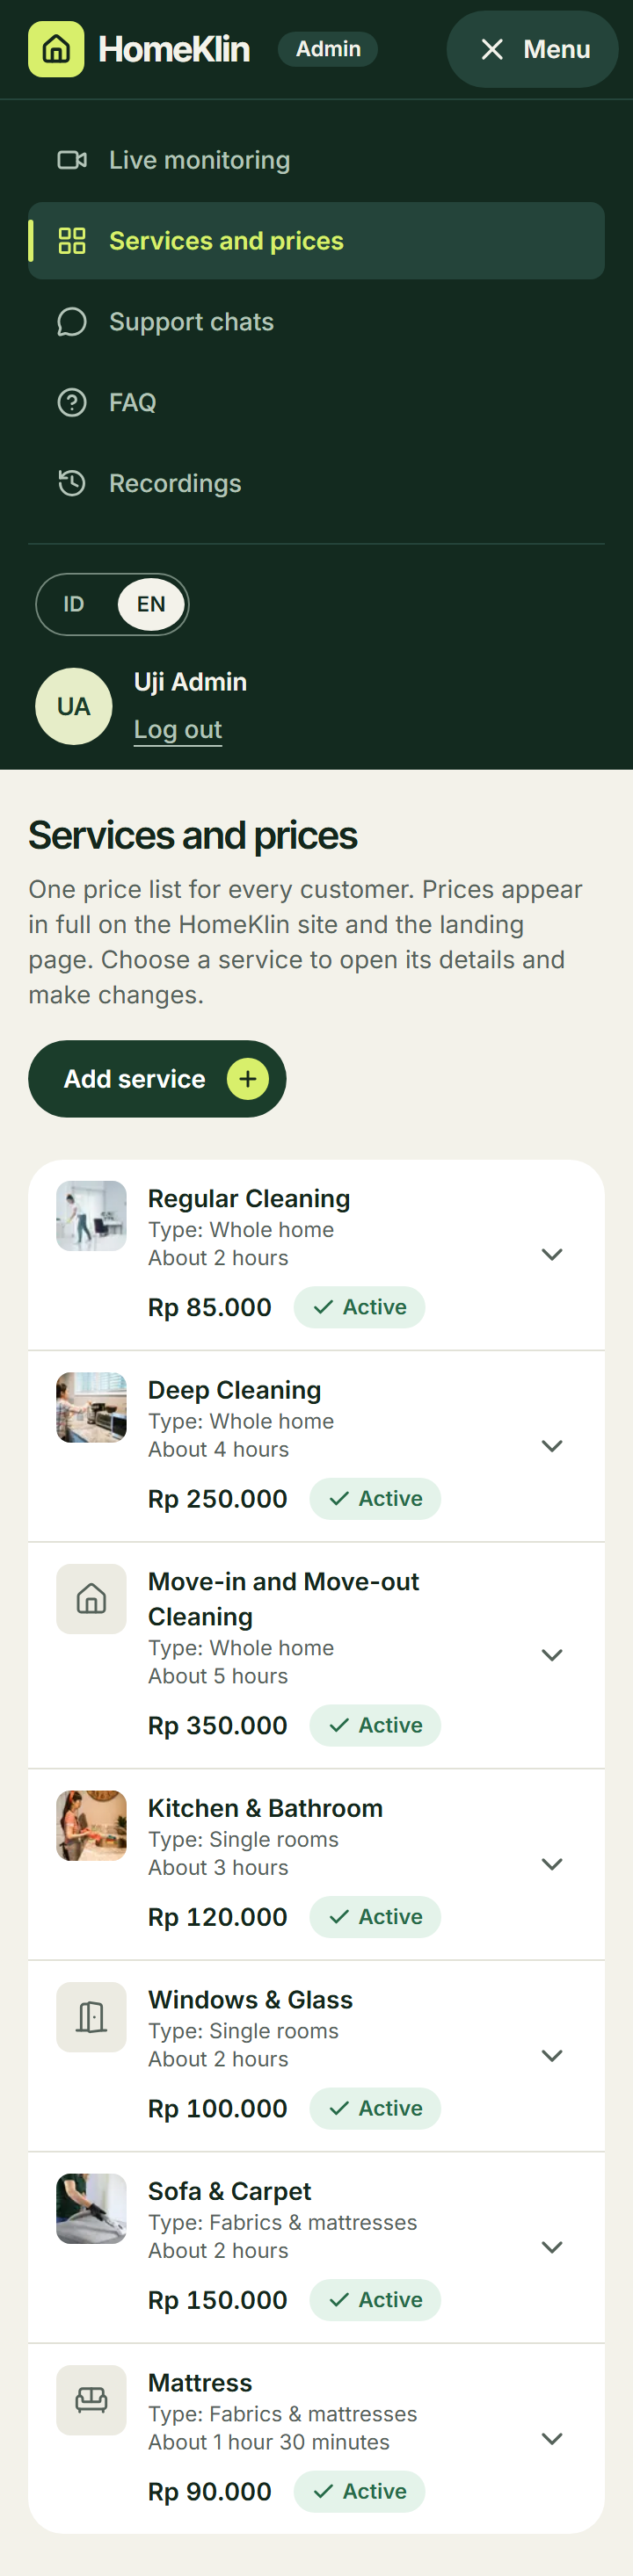 HomeKlin
Admin
Menu
Live monitoring
Services and prices
Support chats
FAQ
Recordings
ID
EN
UA
Uji Admin
Log out
Services and prices
One price list for every customer. Prices appear
in full on the HomeKlin site and the landing
page. Choose a service to open its details and
make changes.
Add service
Regular Cleaning
Type: Whole home
About 2 hours
Rp 85.000
Active
Deep Cleaning
Type: Whole home
About 4 hours
Rp 250.000
Active
Move-in and Move-out
Cleaning
Type: Whole home
About 5 hours
Rp 350.000
Active
Kitchen & Bathroom
Type: Single rooms
About 3 hours
Rp 120.000
Active
Windows & Glass
Type: Single rooms
About 2 hours
Rp 100.000
Active
Sofa & Carpet
Type: Fabrics & mattresses
About 2 hours
Rp 150.000
Active
Mattress
Type: Fabrics & mattresses
About 1 hour 30 minutes
Rp 90.000
Active